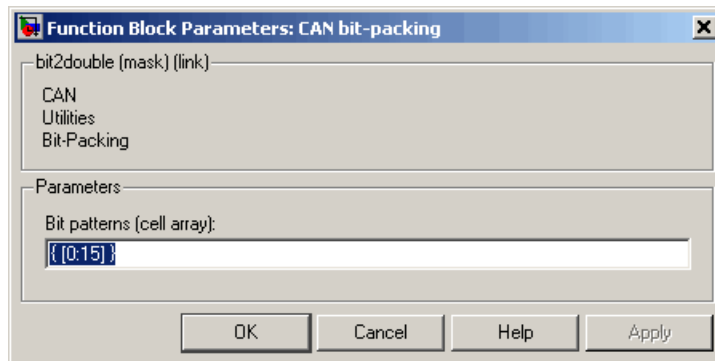 Function Block Parameters: CAN bit-packing
bit2double (mask) (link)
CAN
Utilities
Bit-Packing
Parameters
Bit patterns (cell array):
{ [0:15] }
OK Cancel Help Apply